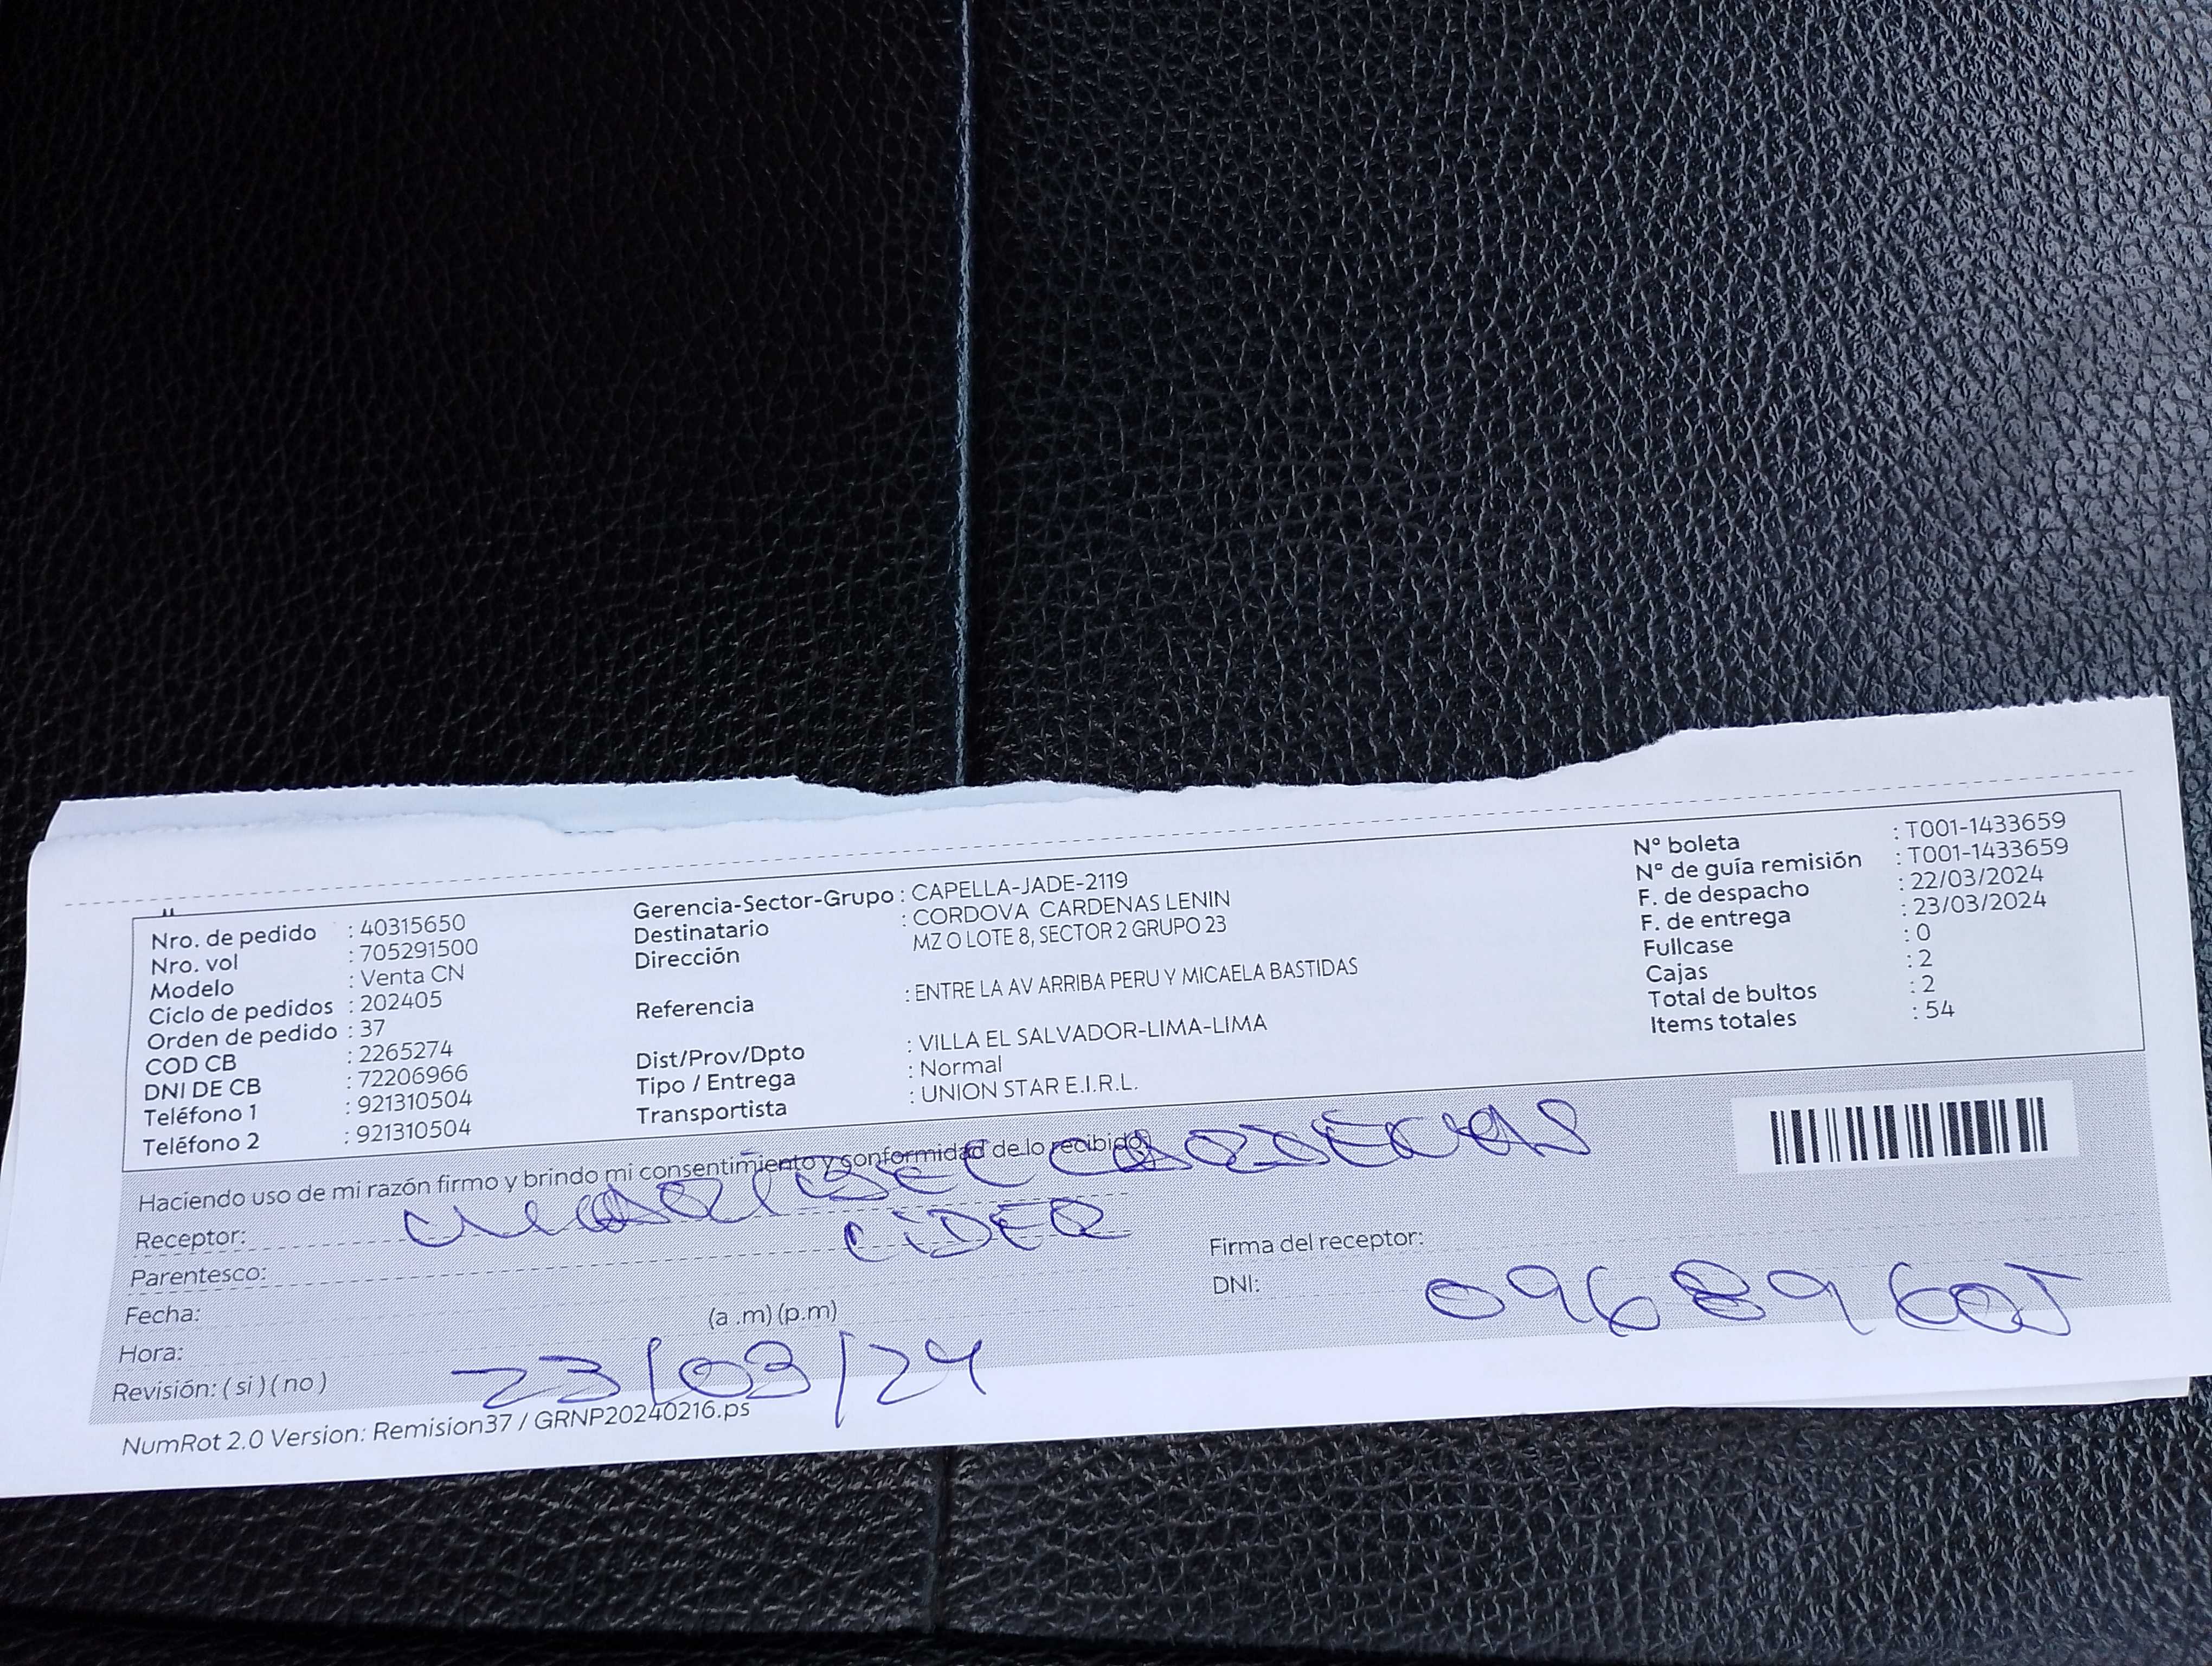 Nro. de pedido : 40315650
Nro. vol : 705291500
Modelo : Venta CN
Ciclo de pedidos : 202405
Orden de pedido : 37
COD CB : 2265274
DNI DE CB : 72206966
Teléfono 1 : 921310504
Teléfono 2 : 921310504
Gerencia-Sector-Grupo : CAPELLA-JADE-2119
Destinatario : CORDOVA CARDENAS LENIN
Dirección MZ O LOTE 8, SECTOR 2 GRUPO 23
Referencia : ENTRE LA AV ARRIBA PERU Y MICAELA BASTIDAS
Dist/Prov/Dpto : VILLA EL SALVADOR-LIMA-LIMA
Tipo / Entrega : Normal
Transportista : UNION STAR E.I.R.L.
N° boleta : T001-1433659
N° de guía remisión : T001-1433659
F. de despacho : 22/03/2024
F. de entrega : 23/03/2024
Fullcase : 0
Cajas : 2
Total de bultos : 2
Items totales : 54
Haciendo uso de mi razón firmo y brindo mi consentimiento y conformidad de lo recibido
Receptor: CARDENAS
Parentesco: LiDER
Fecha:
(a .m) (p.m)
Hora: 23/03/24
Revisión: ( si ) ( no )
Firma del receptor:
DNI: 09689605
NumRot 2.0 Version: Remision37 / GRNP20240216.ps